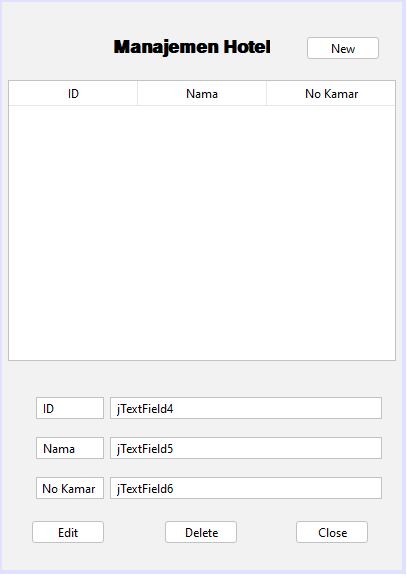 Manajemen Hotel
New
ID Nama No Kamar
ID jTextField4
Nama jTextField5
No Kamar jTextField6
Edit Delete Close